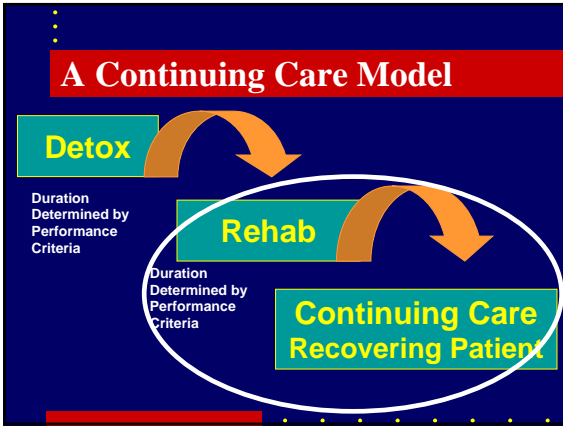 A Continuing Care Model
Detox
Duration
Determined by
Performance
Criteria
Rehab
Duration
Determined by
Performance
Criteria
Continuing Care
Recovering Patient